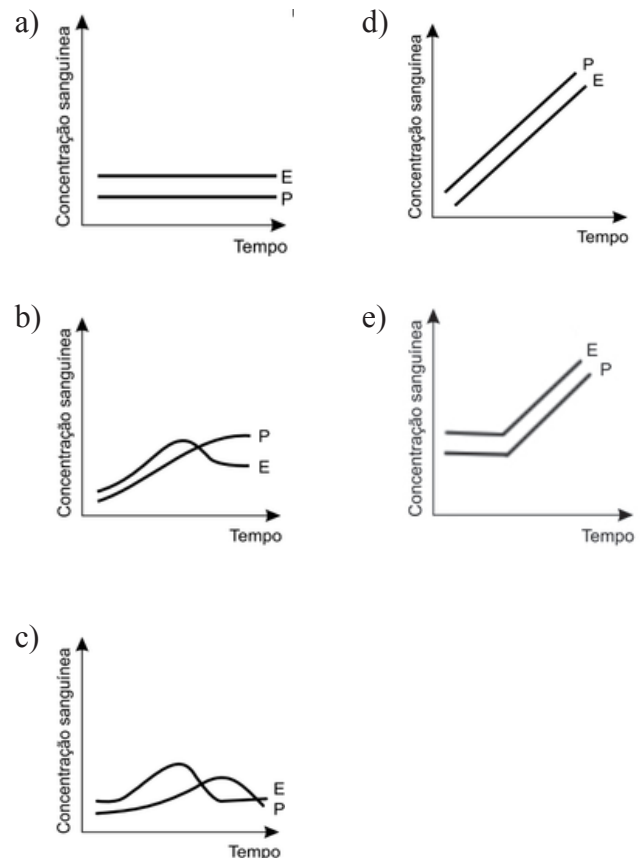 a)
Concentração sanguínea
E
P
Tempo
b)
Concentração sanguínea
P
E
Tempo
c)
Concentração sanguínea
E
P
Tempo
d)
Concentração sanguínea
P
E
Tempo
e)
Concentração sanguínea
E
P
Tempo